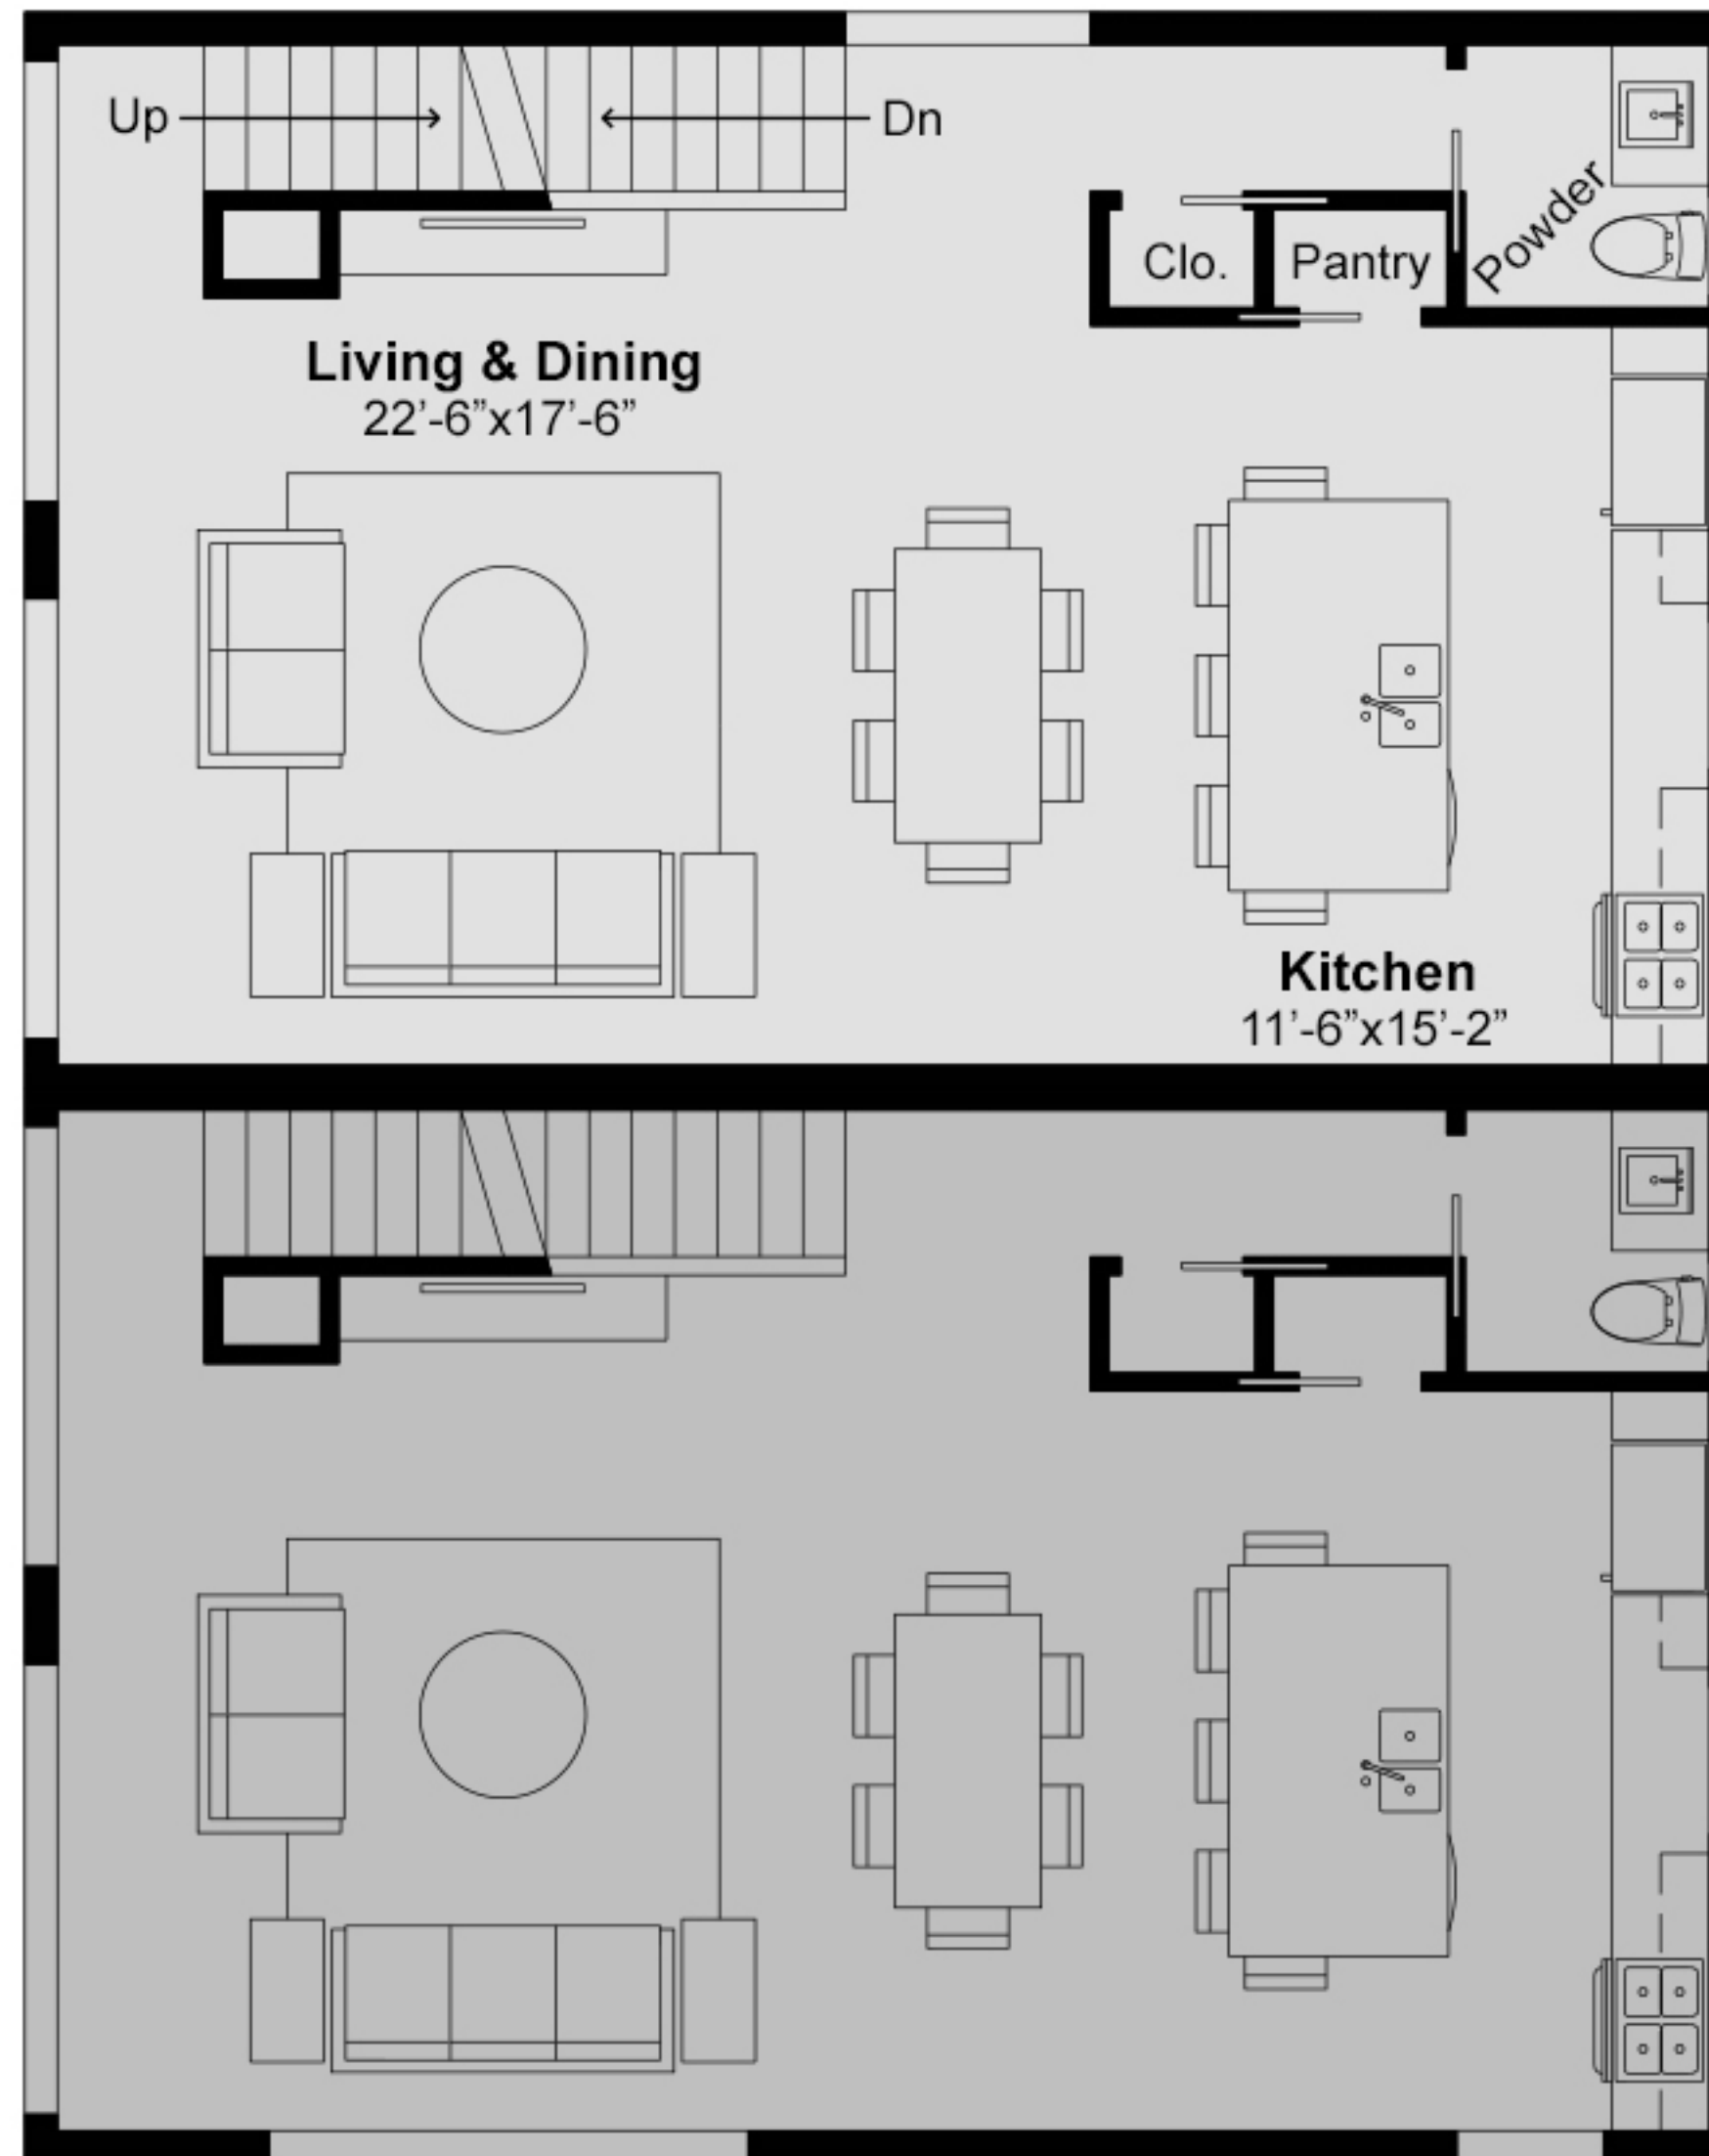 Up
Dn
Powder
Clo.
Pantry
Living & Dining
22’-6”x17’-6”
Kitchen
11’-6”x15’-2”